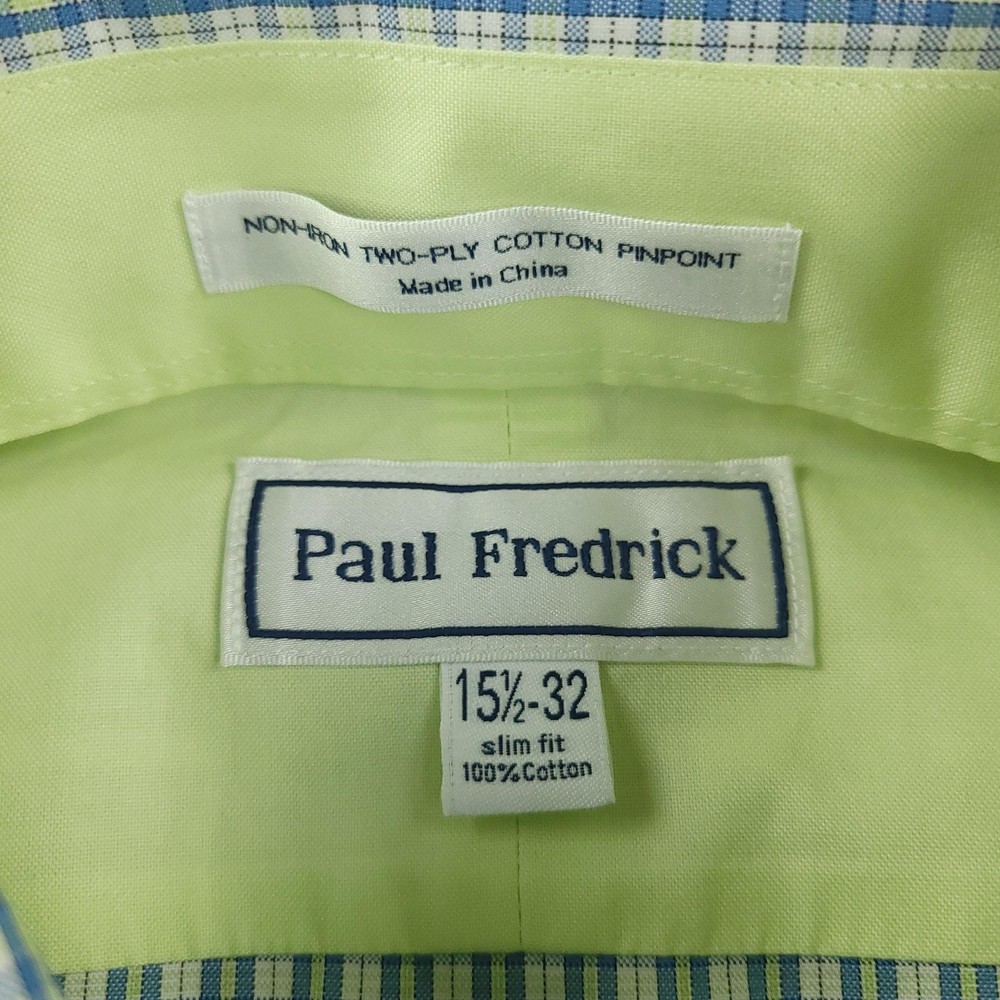 NON-IRON TWO-PLY COTTON PINPOINT
Made in China
Paul Fredrick
15½-32
slim fit
100%Cotton